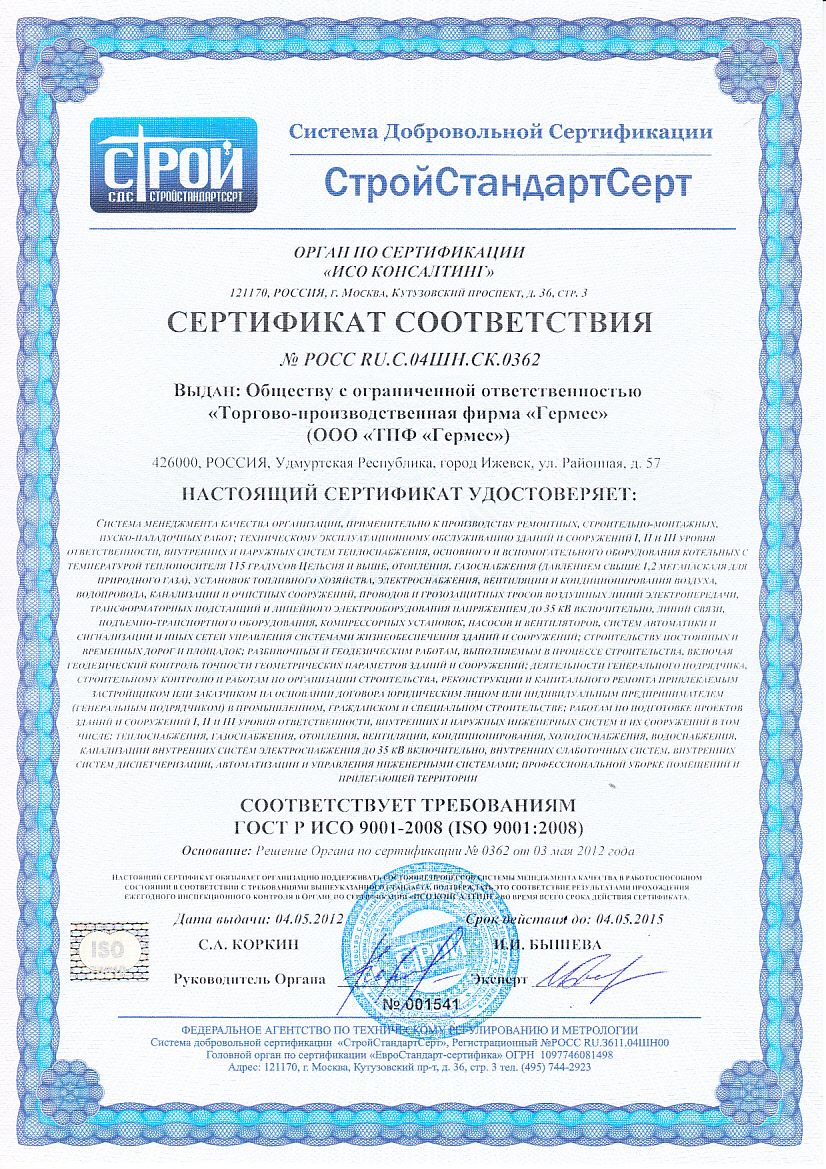 СТРОЙ
С Д С СТРОЙСТАНДАРТСЕРТ
Система Добровольной Сертификации
СтройСтандартСерт
ОРГАН ПО СЕРТИФИКАЦИИ
«ИСО КОНСАЛТИНГ»
121170, РОССИЯ, г. Москва, Кутузовский проспект, д. 36, стр. 3
СЕРТИФИКАТ СООТВЕТСТВИЯ
№ РОСС RU.С.04ШН.СК.0362
Выдан: Обществу с ограниченной ответственностью
«Торгово-производственная фирма «Гермес»
(ООО «ТПФ «Гермес»)
426000, РОССИЯ, Удмуртская Республика, город Ижевск, ул. Районная, д. 57
НАСТОЯЩИЙ СЕРТИФИКАТ УДОСТОВЕРЯЕТ:
Система менеджмента качества организации, применительно к производству ремонтных, строительно-монтажных,
пуско-наладочных работ; техническому эксплуатационному обслуживанию зданий и сооружений I, II и III уровня
ответственности, внутренних и наружных систем теплоснабжения, основного и вспомогательного оборудования котельных с
температурой теплоносителя 115 градусов Цельсия и выше, отопления, газоснабжения (давлением свыше 1,2 мегапаскаля для
природного газа), установок топливного хозяйства, электроснабжения, вентиляции и кондиционирования воздуха,
водопровода, канализации и очистных сооружений, проводов и грозозащитных тросов воздушных линий электропередачи,
трансформаторных подстанций и линейного электрооборудования напряжением до 35 кВ включительно, линий связи,
подъемно-транспортного оборудования, компрессорных установок, насосов и вентиляторов, систем автоматики и
сигнализации и иных сетей управления системами жизнеобеспечения зданий и сооружений; строительству постоянных и
временных дорог и площадок; разбивочным и геодезическим работам, выполняемым в процессе строительства, включая
геодезический контроль точности геометрических параметров зданий и сооружений; деятельности генерального подрядчика,
строительному контролю и работам по организации строительства, реконструкции и капитального ремонта привлекаемым
застройщиком или заказчиком на основании договора юридическим лицом или индивидуальным предпринимателем
(генеральным подрядчиком) в промышленном, гражданском и специальном строительстве; работам по подготовке проектов
зданий и сооружений I, II и III уровня ответственности, внутренних и наружных инженерных систем и их сооружений в том
числе: теплоснабжения, газоснабжения, отопления, вентиляции, кондиционирования, холодоснабжения, водоснабжения,
канализации внутренних систем электроснабжения до 35 кВ включительно, внутренних слаботочных систем, внутренних
систем диспетчеризации, автоматизации и управления инженерными системами; профессиональной уборке помещений и
прилегающей территории
СООТВЕТСТВУЕТ ТРЕБОВАНИЯМ
ГОСТ Р ИСО 9001-2008 (ISO 9001:2008)
Основание: Решение Органа по сертификации № 0362 от 03 мая 2012 года
Настоящий сертификат обязывает организацию поддерживать состояние процессов системы менеджмента качества в работоспособном
состоянии в соответствии с требованиями вышеуказанного стандарта, подтверждать это соответствие результатами прохождения
ежегодного инспекционного контроля в Органе по сертификации «ИСО КОНСАЛТИНГ» во время всего срока действия сертификата.
Дата выдачи: 04.05.2012 Срок действия до: 04.05.2015
С.А. КОРКИН И.И. БЫШЕВА
ISO
СТРОЙ
Руководитель Органа Эксперт
№ 001541
ФЕДЕРАЛЬНОЕ АГЕНТСТВО ПО ТЕХНИЧЕСКОМУ РЕГУЛИРОВАНИЮ И МЕТРОЛОГИИ
Система добровольной сертификации «СтройСтандартСерт», Регистрационный №РОСС RU.З611.04ШН00
Головной орган по сертификации «ЕвроСтандарт-сертифика» ОГРН 1097746081498
Адрес: 121170, г. Москва, Кутузовский пр-т, д. 36, стр. 3 тел. (495) 744-2923